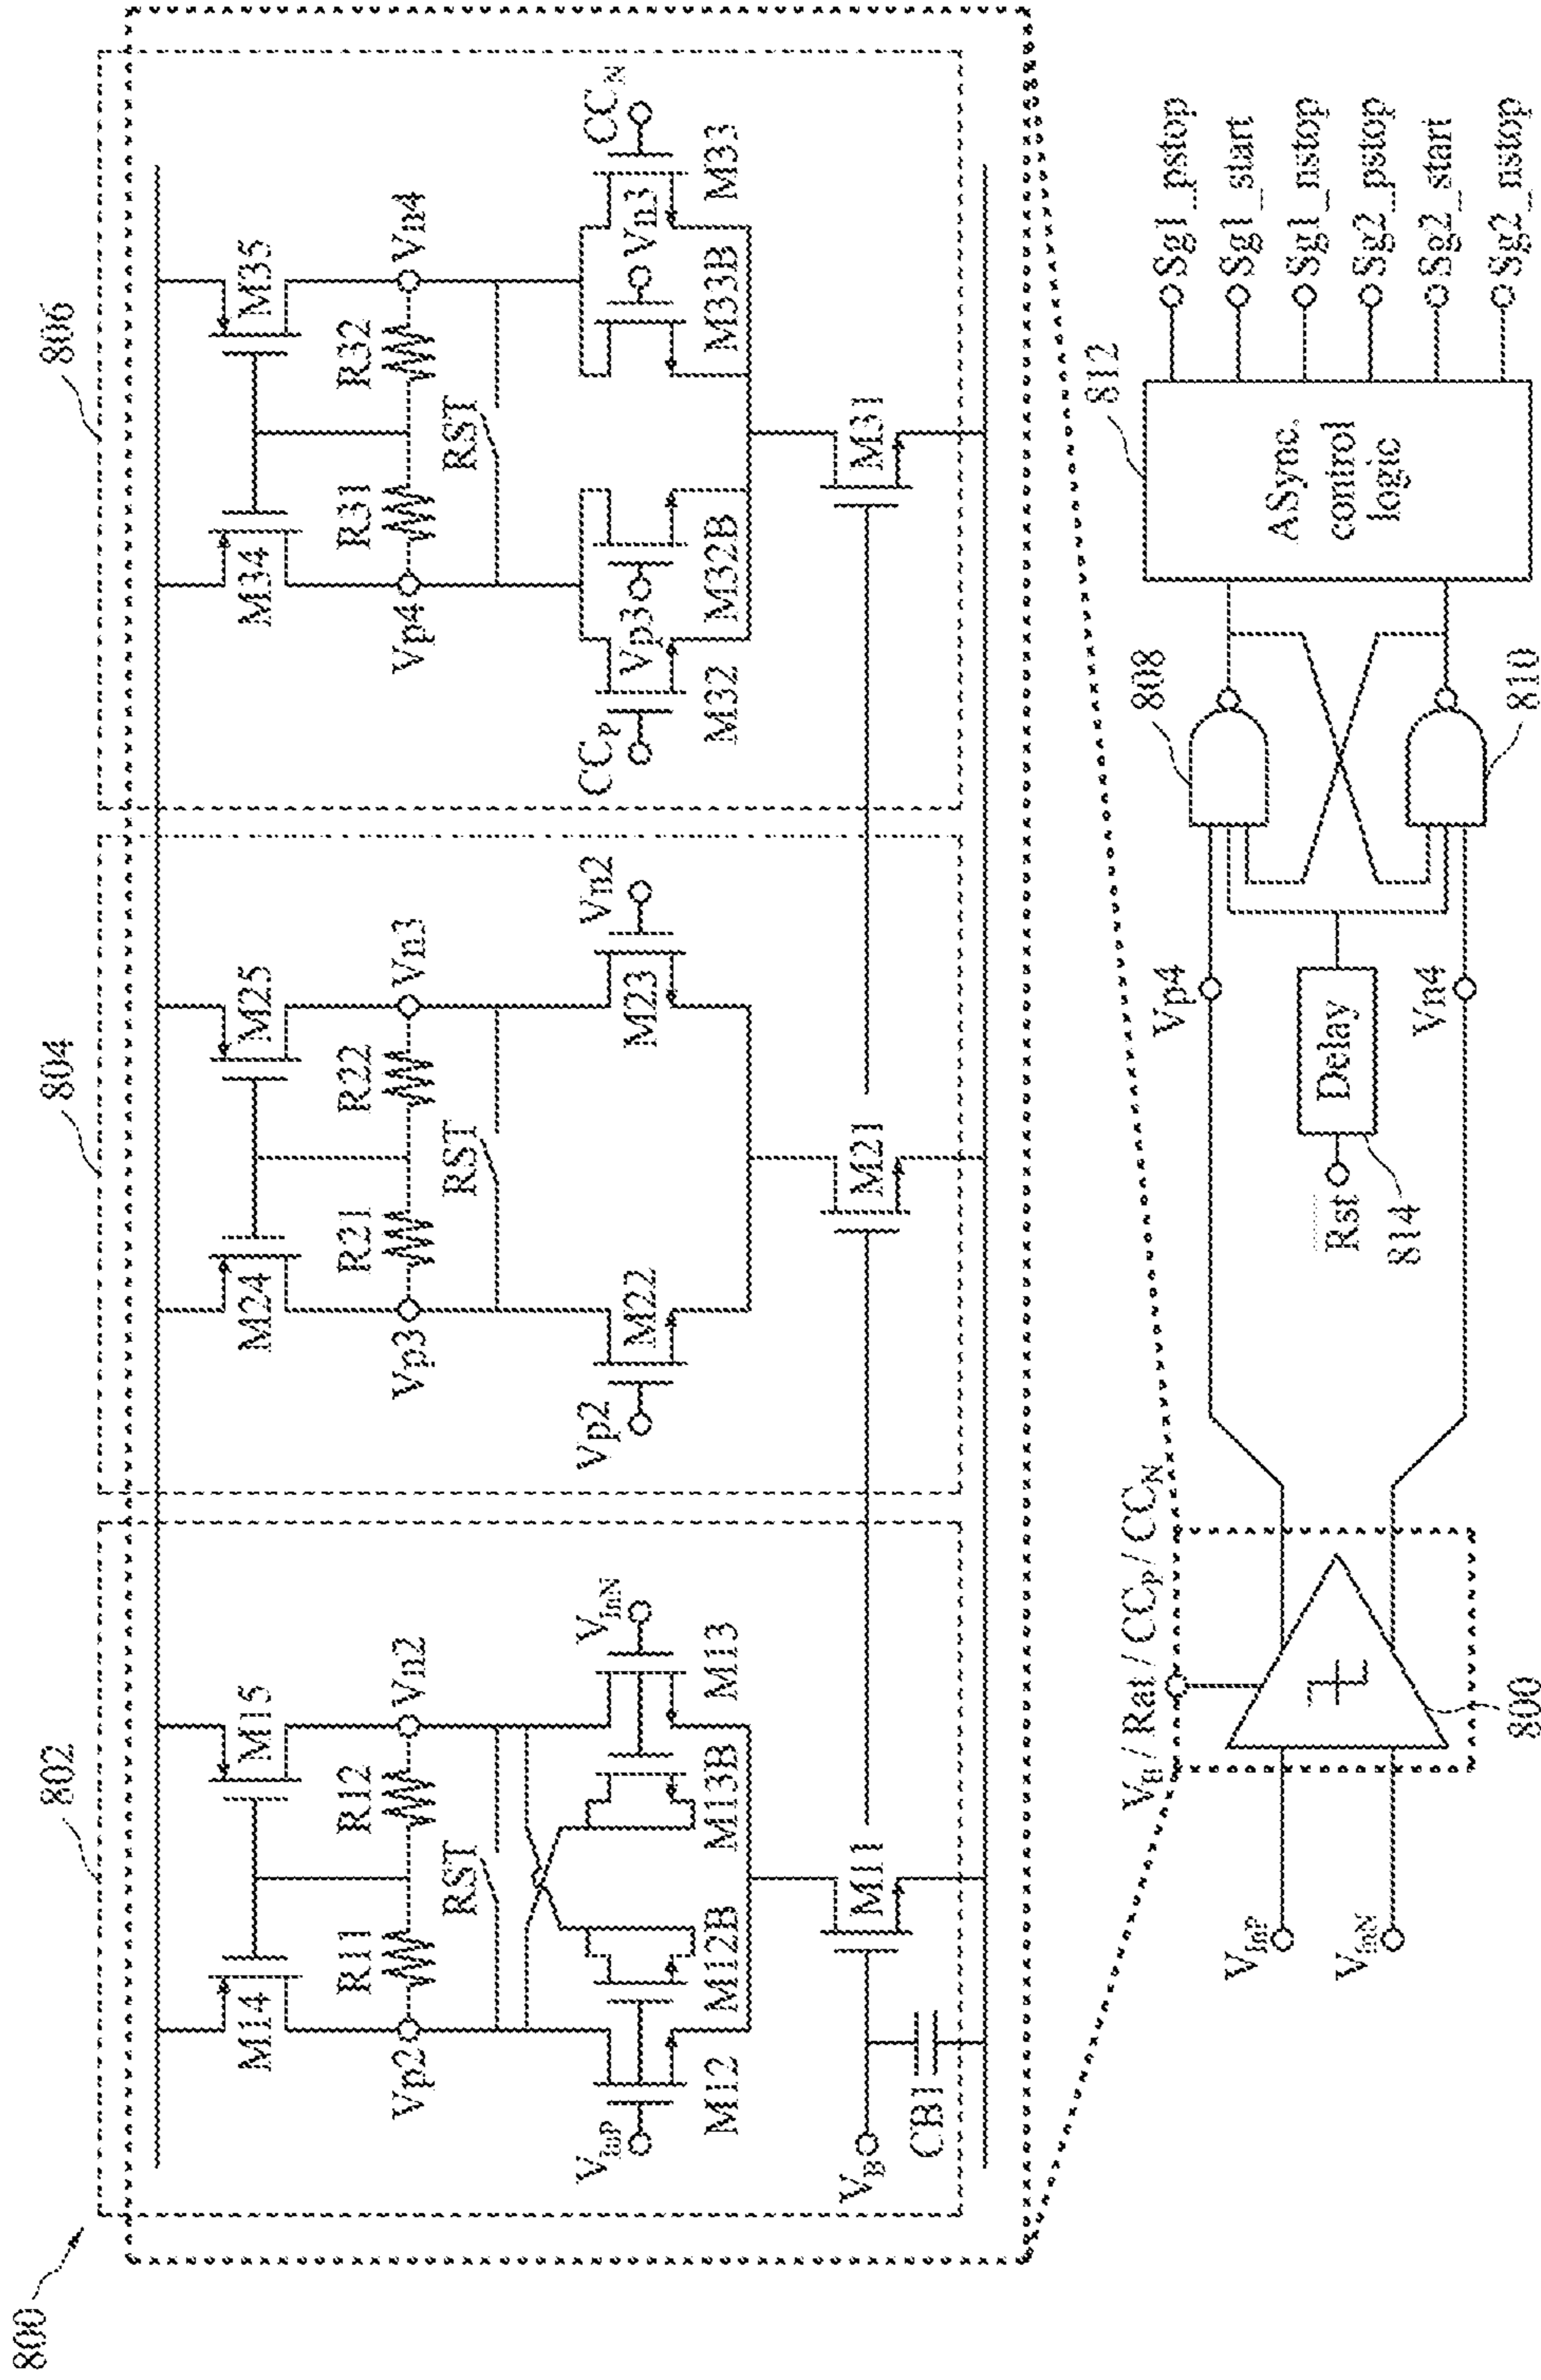 800
802
804
806
M14
M15
R11
R12
Vp2
Vn2
RST
VInP
VInN
M12
M12B
M13B
M13
VB
M11
CB1
M24
M25
R21
R22
Vp3
Vn3
RST
Vp2
Vn2
M22
M23
M21
M34
M35
R31
R32
Vp4
Vn4
RST
CCP
CCN
Vp3
Vn3
M32
M32B
M33B
M33
M31
VB / Rst / CCP / CCN
VInP
VInN
800
Vp4
Vn4
Rst
Delay
814
808
810
812
ASync.
control
logic
Sg1_pstop
Sg1_start
Sg1_nstop
Sg2_pstop
Sg2_start
Sg2_nstop